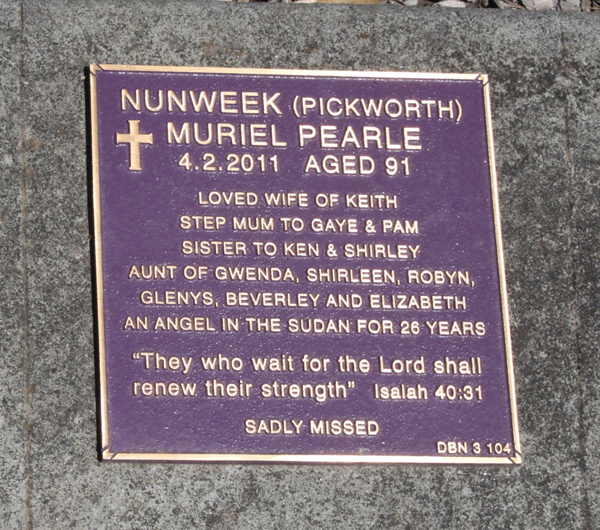 NUNWEEK (PICKWORTH)
MURIEL PEARLE
4.2.2011 AGED 91
LOVED WIFE OF KEITH
STEP MUM TO GAYE & PAM
SISTER TO KEN & SHIRLEY
AUNT OF GWENDA, SHIRLEEN, ROBYN,
GLENYS, BEVERLEY AND ELIZABETH
AN ANGEL IN THE SUDAN FOR 26 YEARS
"They who wait for the Lord shall
renew their strength" Isaiah 40:31
SADLY MISSED
DBN 3 104